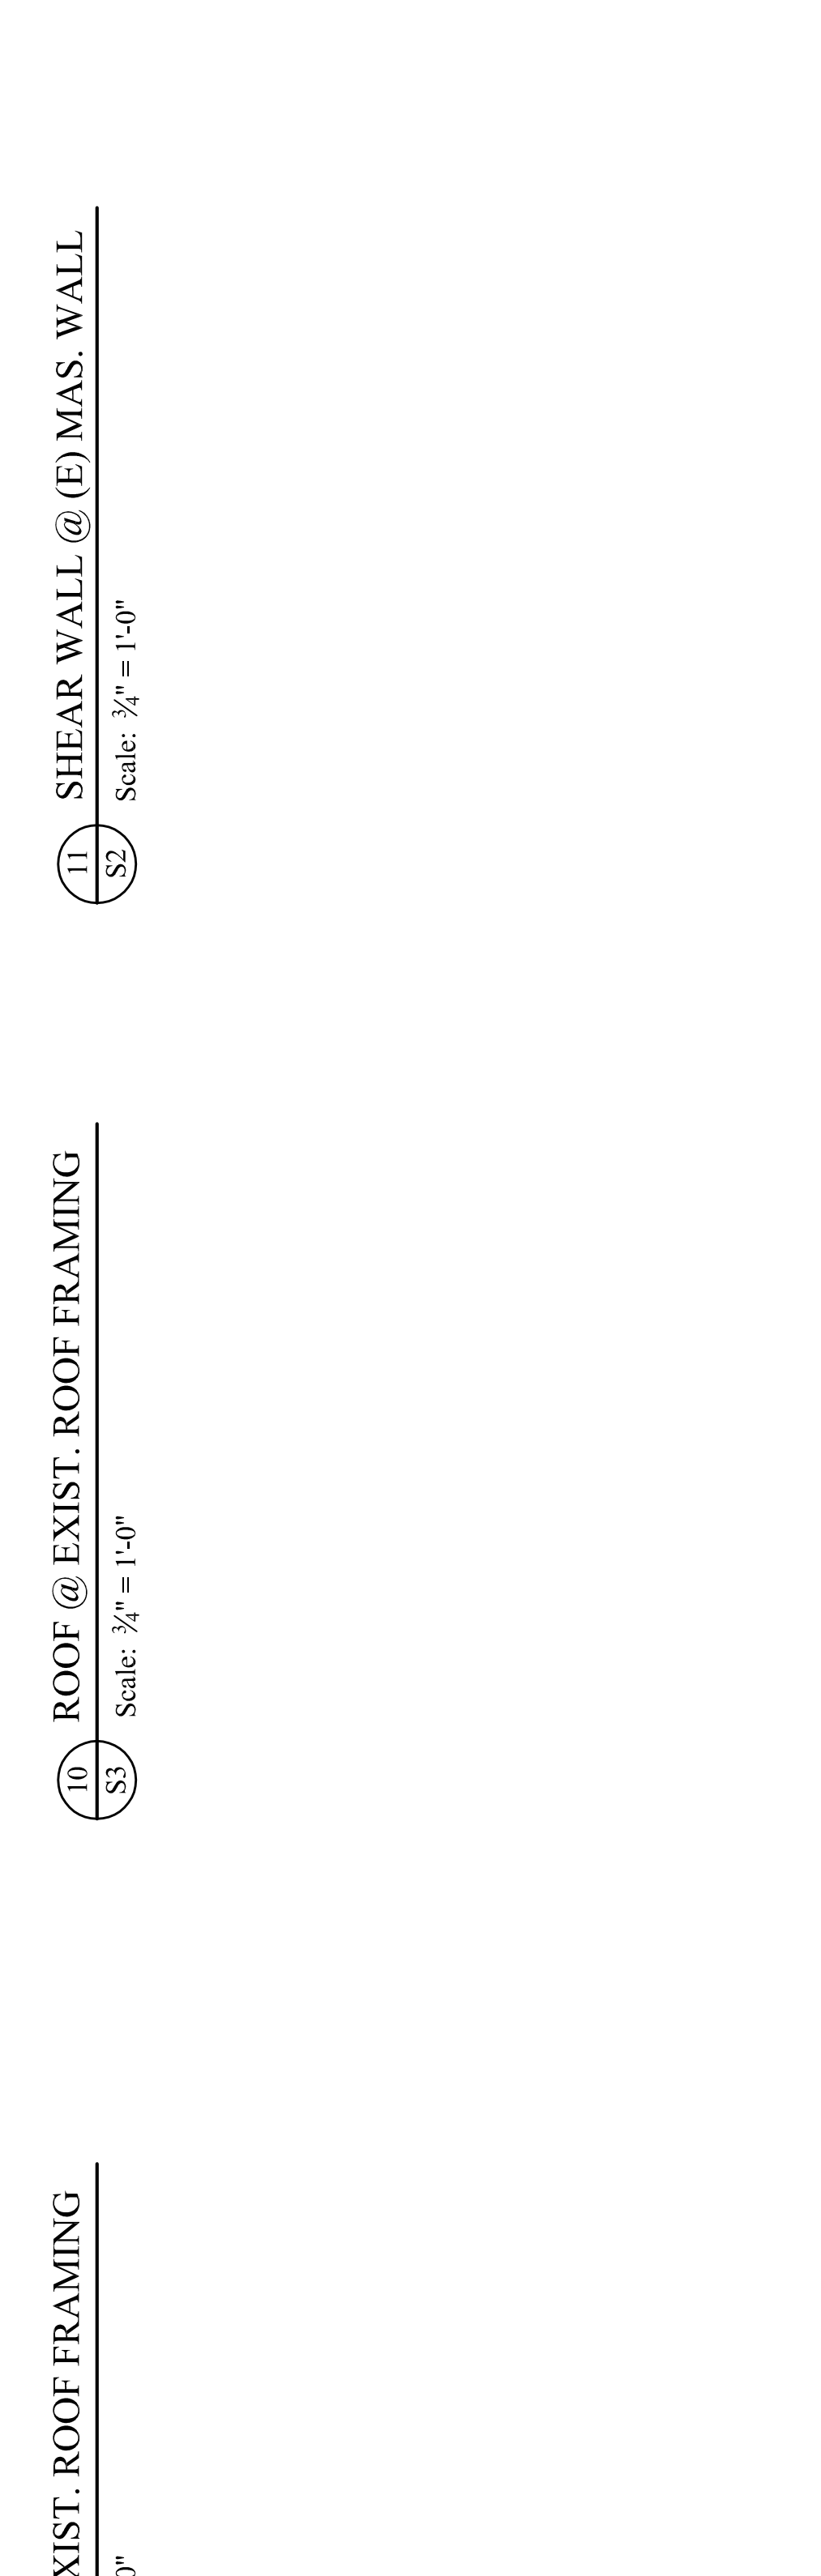 SHEAR WALL @ (E) MAS. WALL
11
S2
Scale: ¾" = 1'-0"
ROOF @ EXIST. ROOF FRAMING
10
S3
Scale: ¾" = 1'-0"
ROOF FRAMING